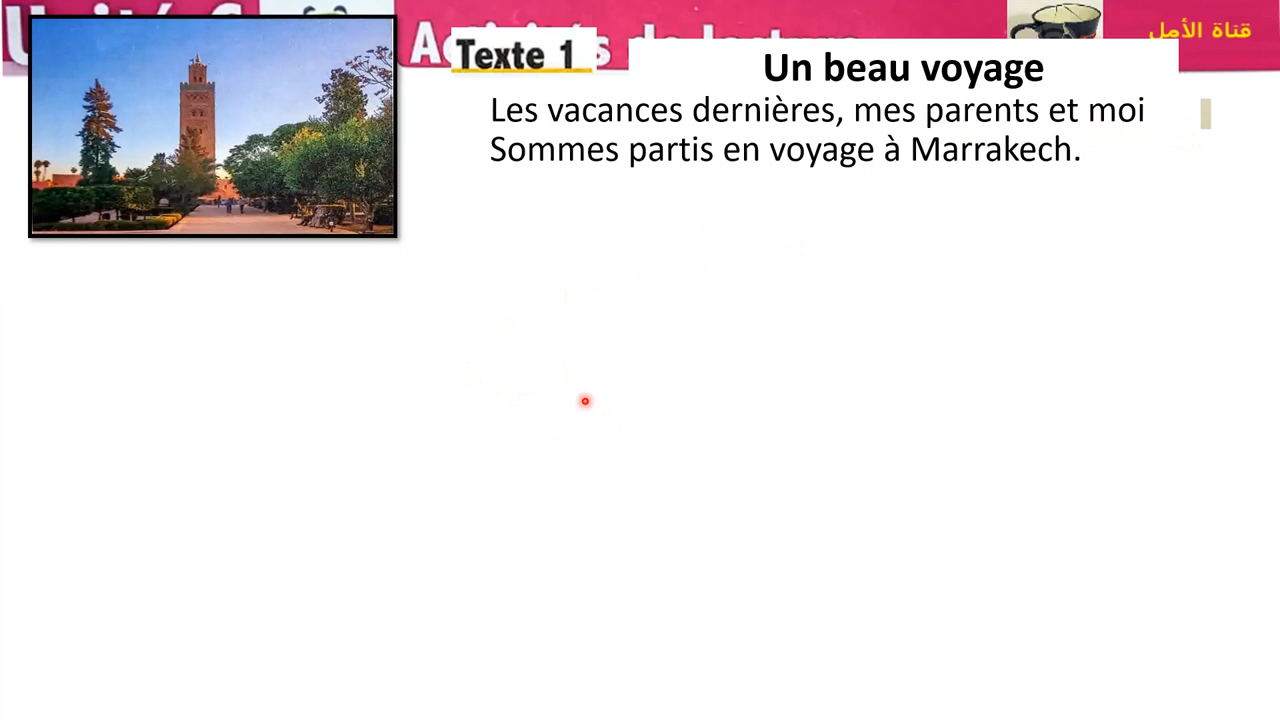 قناة الأمل
Texte 1
Un beau voyage
Les vacances dernières, mes parents et moi
Sommes partis en voyage à Marrakech.